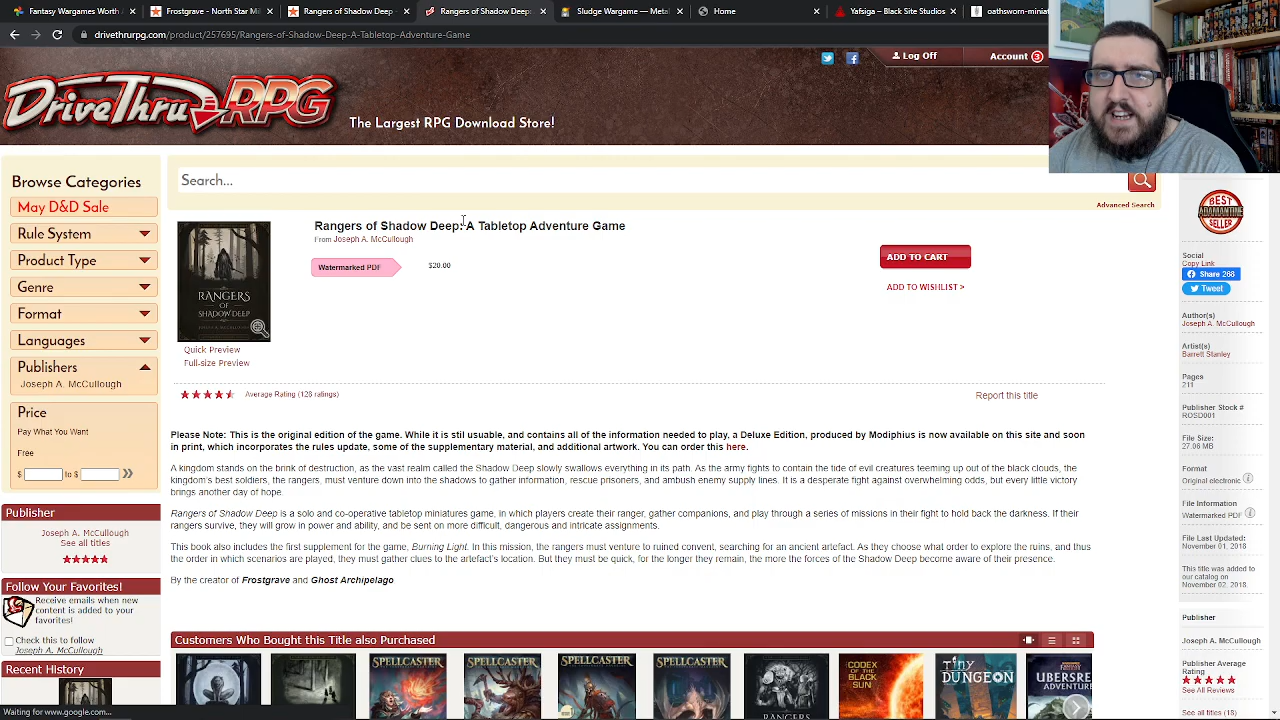 Fantasy Wargames Worth
Frostgrave - North Star Mi
Rangers of Shadow Deep -
Rangers of Shadow Deep:
Sludge Wargame — Metal
Home
Sluga – Black Site Studios
oathsworn-miniat
drivethrurpg.com/product/257695/Rangers-of-Shadow-Deep-A-Tabletop-Adventure-Game
DriveThru RPG
The Largest RPG Download Store!
Log Off
Account 3
Browse Categories
May D&D Sale
Rule System
Product Type
Genre
Format
Languages
Publishers
Joseph A. McCullough
Price
Pay What You Want
Free
$ to $
Publisher
Joseph A. McCullough
See all titles
Follow Your Favorites!
Receive emails when new
content is added to your
favorites!
Check this to follow
Joseph A. McCullough
Recent History
Search...
Advanced Search
RANGERS
OF
SHADOW DEEP
JOSEPH A. MCCULLOUGH
Rangers of Shadow Deep: A Tabletop Adventure Game
From Joseph A. McCullough
Watermarked PDF
$20.00
ADD TO CART
ADD TO WISHLIST >
Quick Preview
Full-size Preview
Average Rating (128 ratings)
Report this title
Please Note: This is the original edition of the game. While it is stil usuable, and contains all of the information needed to play, a Deluxe Edition, produced by Modiphius is now available on this site and soon
in print, which incorporates the rules update, some of the supplemental material, and additional artwork. You can order this here.
A kingdom stands on the brink of destruction, as the vast realm called the Shadow Deep slowly swallows everything in its path. As the army fights to contain the tide of evil creatures teeming up out of the black clouds, the
kingdom's best soldiers, the rangers, must venture down into the shadows to gather information, rescue prisoners, and ambush enemy supply lines. It is a desperate fight against overwhelming odds, but every little victory
brings another day of hope.
Rangers of Shadow Deep is a solo and co-operative tabletop miniatures game, in which players create their ranger, gather companions, and play through a series of missions in their fight to hold back the darkness. If their
rangers survive, they will grow in power and ability, and be sent on more difficult, dangerous and intricate assignments.
This book also includes the first supplement for the game, Burning Light. In this mission, the rangers must venture to ruined convent, searching for an ancient artefact. As they choose what order to explore the ruins, and thus
the order in which scenarios are played, they must gather clues to the artefact's location. But they must be quick, for the longer they remain, the more the forces of the Shadow Deep become aware of their presence.
By the creator of Frostgrave and Ghost Archipelago
Customers Who Bought this Title also Purchased
SPELLCASTER
SPELLCASTER
SPELLCASTER
SPELLCASTER
RANGERS
CODEX
OF THE
BLACK
SUN
TINY
DUNGEON
UBERSRE
ADVENTURE
BEST
ADAMANTINE
SELLER
Social
Copy Link
Share 268
Tweet
Author(s)
Joseph A. McCullough
Artist(s)
Barrett Stanley
Pages
211
Publisher Stock #
ROSD001
File Size:
27.06 MB
Format
Original electronic
File Information
Watermarked PDF
File Last Updated:
November 01, 2018
This title was added to
our catalog on
November 02, 2018.
Publisher
Joseph A. McCullough
Publisher Average
Rating
See All Reviews
See all titles (18)
Waiting for www.google.com...